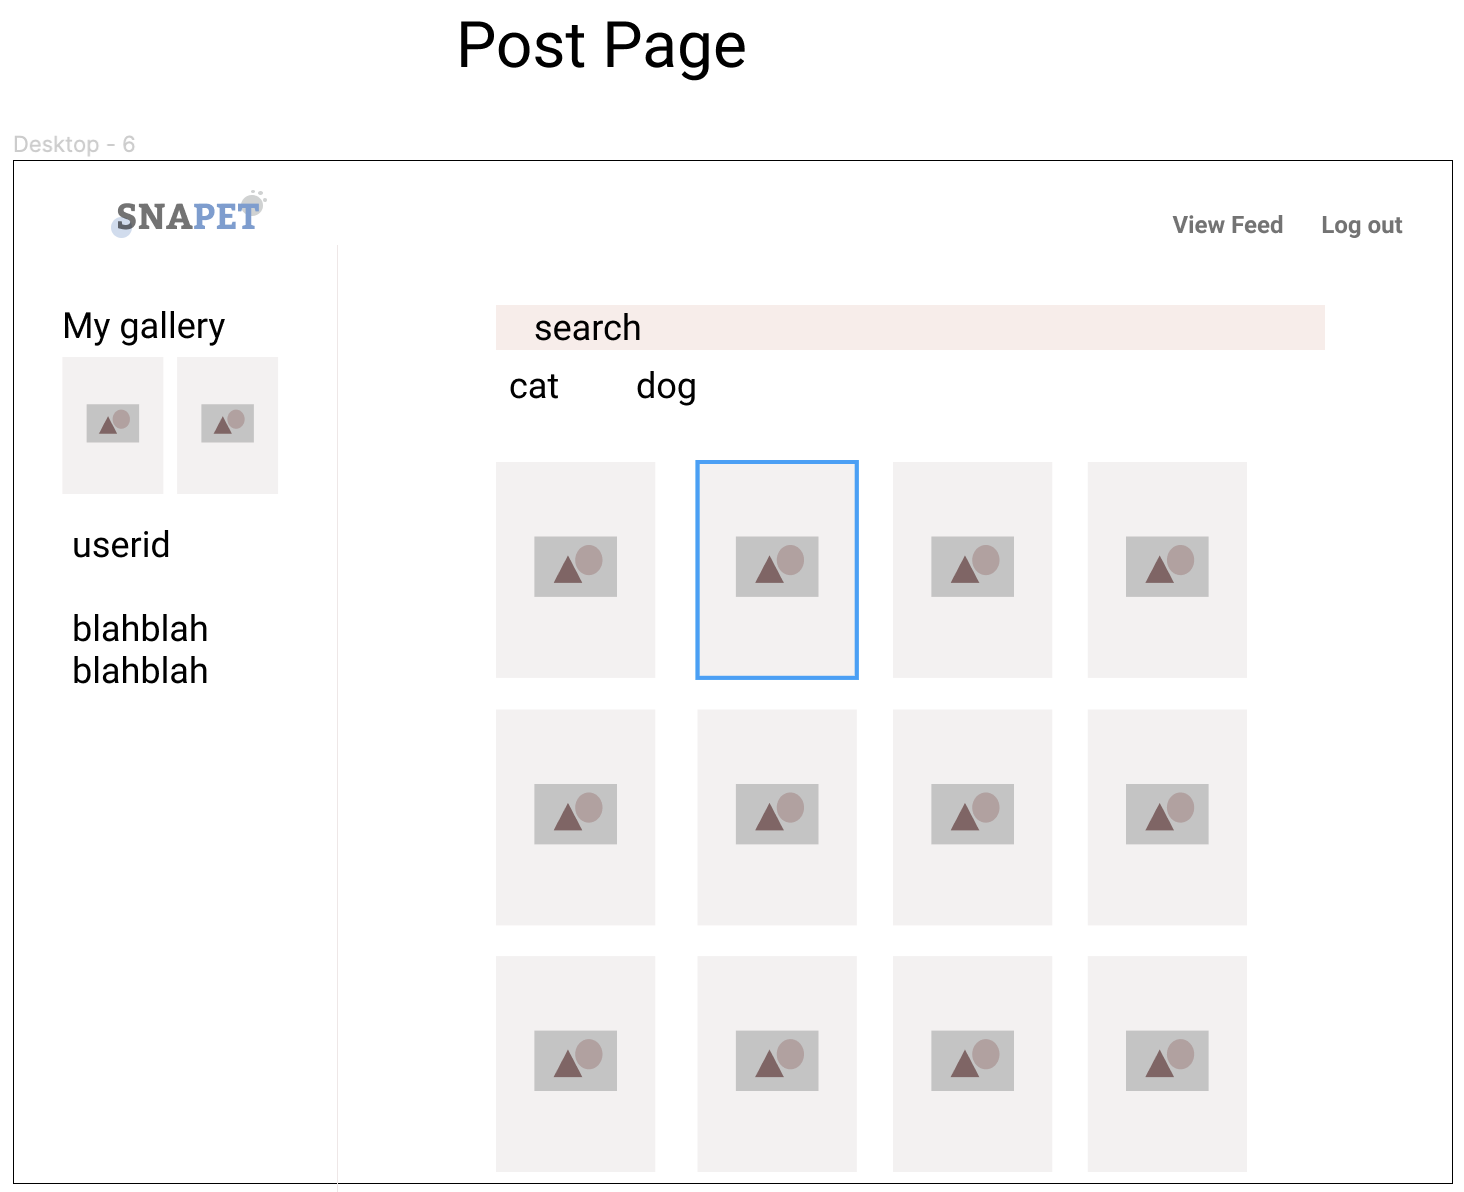 Post Page
Desktop - 6
SNAPET
View Feed
Log out
My gallery
search
cat
dog
userid
blahblah
blahblah